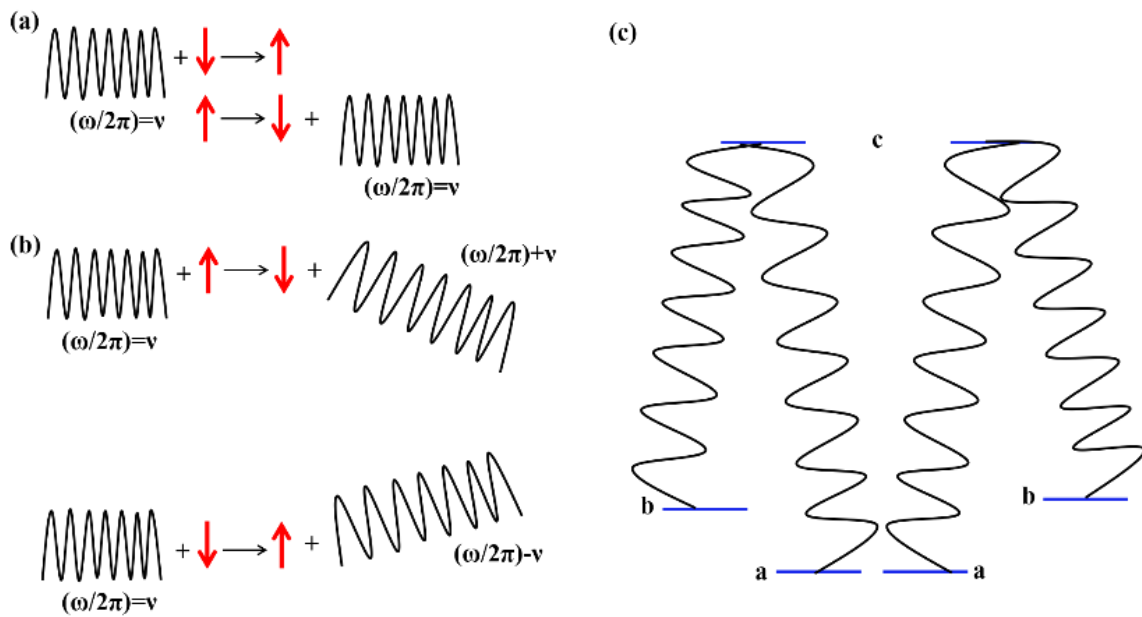 (a)
+
(ω/2π)=ν
+
(ω/2π)=ν
(b)
+
+
(ω/2π)+ν
(ω/2π)=ν
+
+
(ω/2π)-ν
(ω/2π)=ν
(c)
c
b
b
a
a